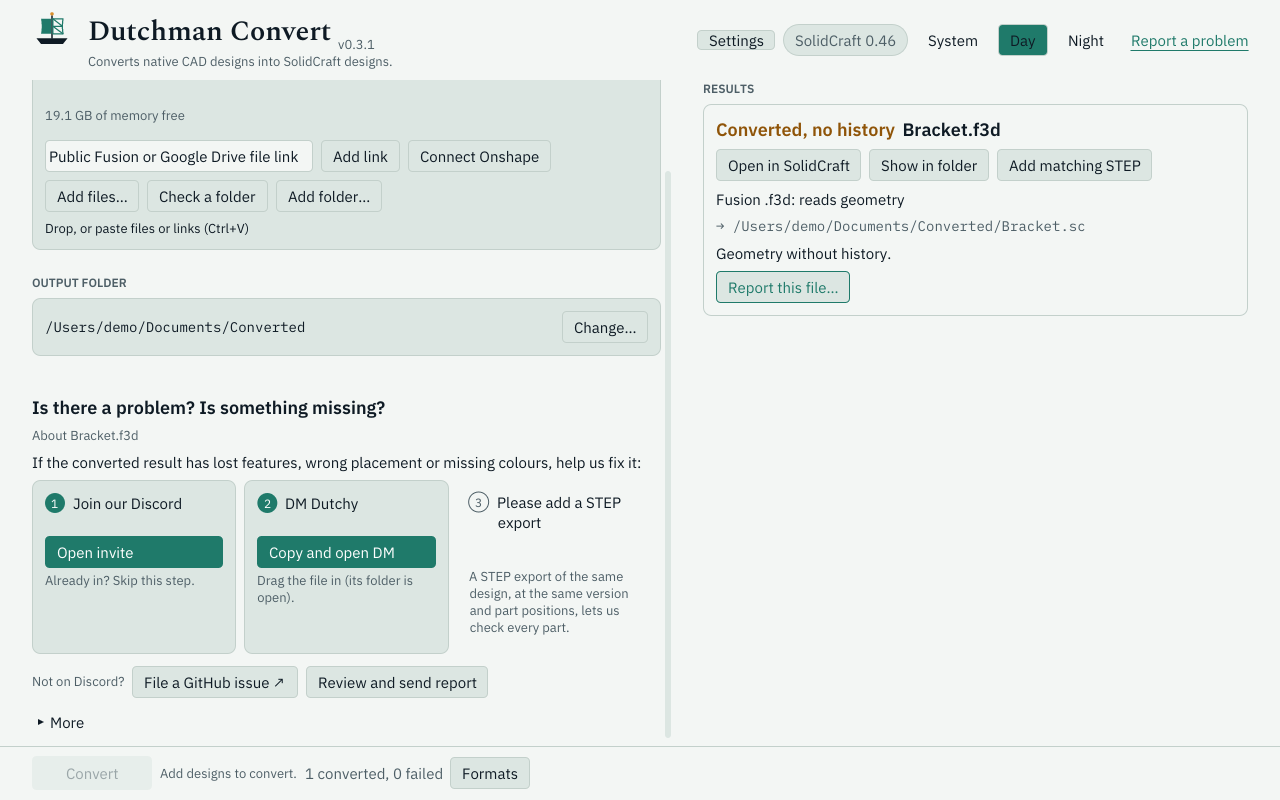 Dutchman Convert v0.3.1
Converts native CAD designs into SolidCraft designs.
Settings
SolidCraft 0.46
System
Day
Night
Report a problem
19.1 GB of memory free
Public Fusion or Google Drive file link
Add link
Connect Onshape
Add files...
Check a folder
Add folder...
Drop, or paste files or links (Ctrl+V)
OUTPUT FOLDER
/Users/demo/Documents/Converted
Change...
Is there a problem? Is something missing?
About Bracket.f3d
If the converted result has lost features, wrong placement or missing colours, help us fix it:
1 Join our Discord
Open invite
Already in? Skip this step.
2 DM Dutchy
Copy and open DM
Drag the file in (its folder is
open).
3 Please add a STEP
export
A STEP export of the same
design, at the same version
and part positions, lets us
check every part.
Not on Discord?
File a GitHub issue ↗
Review and send report
▸ More
RESULTS
Converted, no history Bracket.f3d
Open in SolidCraft
Show in folder
Add matching STEP
Fusion .f3d: reads geometry
→ /Users/demo/Documents/Converted/Bracket.sc
Geometry without history.
Report this file...
Convert
Add designs to convert.
1 converted, 0 failed
Formats